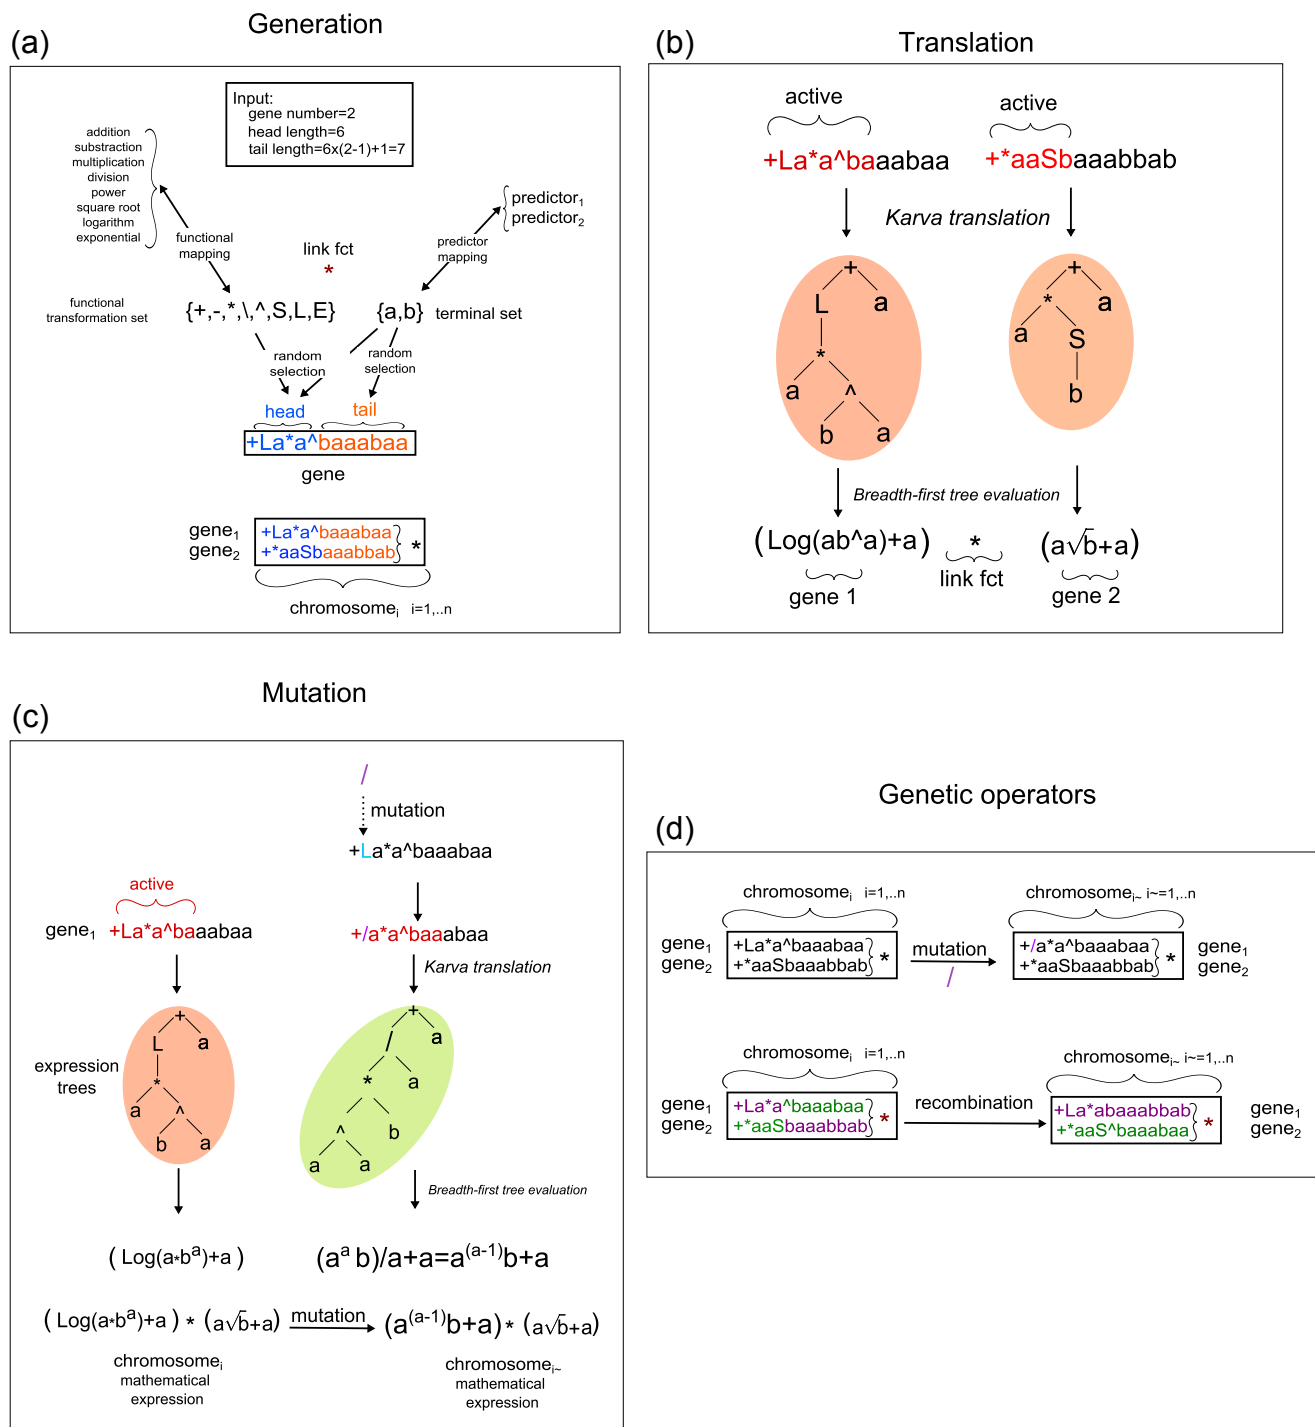 Generation
(a)
Input:
gene number=2
head length=6
tail length=6x(2-1)+1=7
addition
substraction
multiplication
division
power
square root
logarithm
exponential
functional
mapping
link fct
*
predictor
mapping
predictor₁
predictor₂
functional
transformation set
{+,-,*,\,^,S,L,E}
{a,b}
terminal set
random
selection
random
selection
head
tail
+La*a^baaabaa
gene
gene₁
gene₂
+La*a^baaabaa
+*aaSbaaabbab
*
chromosomeᵢ i=1,..n
Translation
(b)
active
active
+La*a^baaabaa
+*aaSbaaabbab
Karva translation
+
L
a
*
a
^
b
a
+
*
a
a
S
b
Breadth-first tree evaluation
(Log(ab^a)+a)
*
(a√b+a)
link fct
gene 1
gene 2
Mutation
(c)
/
mutation
+La*a^baaabaa
active
gene₁
+La*a^baaabaa
+/a*a^baaabaa
Karva translation
expression
trees
+
L
a
*
a
^
b
a
+
/
a
*
a
^
b
a
a
Breadth-first tree evaluation
(Log(a*bᵃ)+a)
(aᵃ b)/a+a=a⁽ᵃ⁻¹⁾b+a
(Log(a*bᵃ)+a) * (a√b+a)
mutation
(a⁽ᵃ⁻¹⁾b+a) * (a√b+a)
chromosomeᵢ
mathematical
expression
chromosomeᵢ~
mathematical
expression
Genetic operators
(d)
chromosomeᵢ i=1,..n
chromosomeᵢ~ i~=1,..n
gene₁
gene₂
+La*a^baaabaa
+*aaSbaaabbab
*
mutation
/
+/a*a^baaabaa
+*aaSbaaabbab
*
gene₁
gene₂
chromosomeᵢ i=1,..n
chromosomeᵢ~ i~=1,..n
gene₁
gene₂
+La*a^baaabaa
+*aaSbaaabbab
*
recombination
+La*abaaabbab
+*aaS^baaabaa
*
gene₁
gene₂